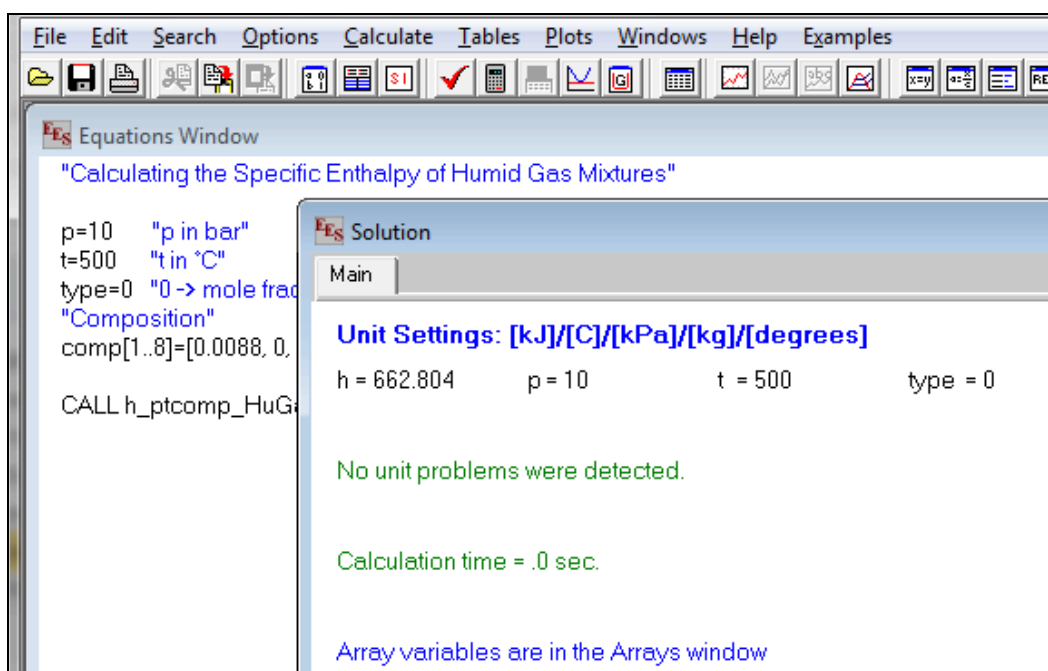 File Edit Search Options Calculate Tables Plots Windows Help Examples
EES Equations Window
"Calculating the Specific Enthalpy of Humid Gas Mixtures"
p=10 "p in bar"
t=500 "t in °C"
type=0 "0 -> mole frac
"Composition"
comp[1..8]=[0.0088, 0,
CALL h_ptcomp_HuGa
EES Solution
Main
Unit Settings: [kJ]/[C]/[kPa]/[kg]/[degrees]
h = 662.804 p = 10 t = 500 type = 0
No unit problems were detected.
Calculation time = .0 sec.
Array variables are in the Arrays window